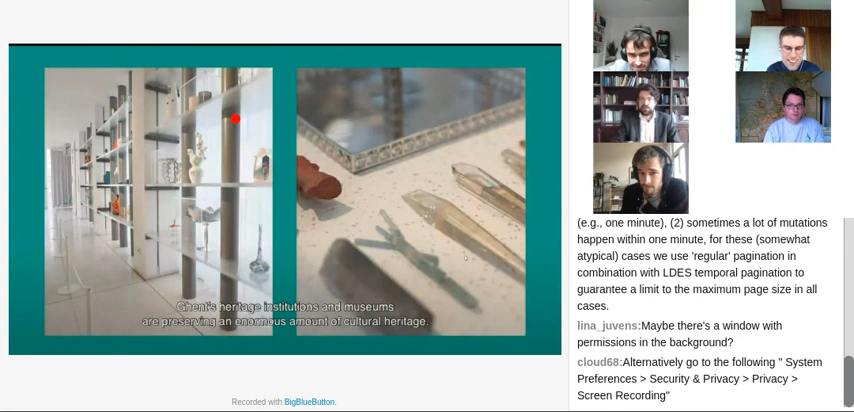 Ghent's heritage institutions and museums
are preserving an enormous amount of cultural heritage.
Recorded with BigBlueButton.
(e.g., one minute), (2) sometimes a lot of mutations
happen within one minute, for these (somewhat
atypical) cases we use 'regular' pagination in
combination with LDES temporal pagination to
guarantee a limit to the maximum page size in all
cases.
lina_juvens:Maybe there's a window with
permissions in the background?
cloud68:Alternatively go to the following " System
Preferences > Security & Privacy > Privacy >
Screen Recording"